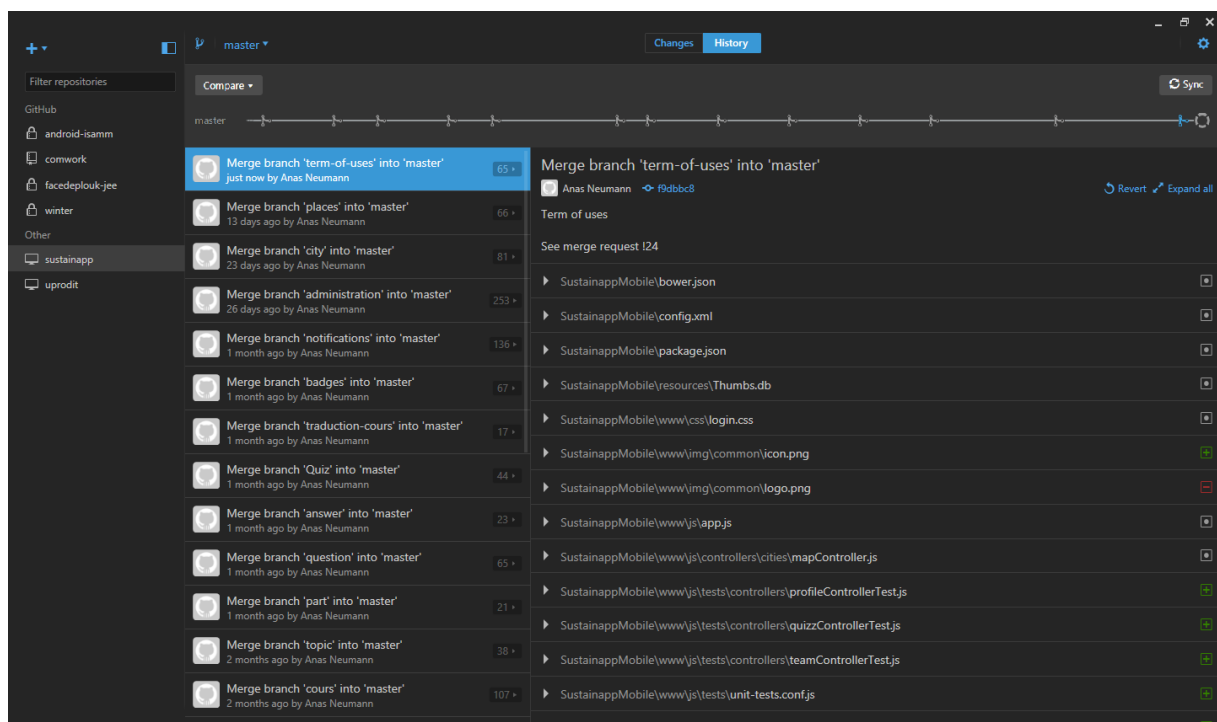 master
Changes
History
Filter repositories
GitHub
android-isamm
comwork
facedeplouk-jee
winter
Other
sustainapp
uprodit
Compare
Sync
master
Merge branch 'term-of-uses' into 'master'
just now by Anas Neumann
65
Merge branch 'places' into 'master'
13 days ago by Anas Neumann
66
Merge branch 'city' into 'master'
23 days ago by Anas Neumann
81
Merge branch 'administration' into 'master'
26 days ago by Anas Neumann
253
Merge branch 'notifications' into 'master'
1 month ago by Anas Neumann
136
Merge branch 'badges' into 'master'
1 month ago by Anas Neumann
67
Merge branch 'traduction-cours' into 'master'
1 month ago by Anas Neumann
17
Merge branch 'Quiz' into 'master'
1 month ago by Anas Neumann
44
Merge branch 'answer' into 'master'
1 month ago by Anas Neumann
23
Merge branch 'question' into 'master'
1 month ago by Anas Neumann
65
Merge branch 'part' into 'master'
1 month ago by Anas Neumann
21
Merge branch 'topic' into 'master'
2 months ago by Anas Neumann
38
Merge branch 'cours' into 'master'
2 months ago by Anas Neumann
107
Merge branch 'term-of-uses' into 'master'
Anas Neumann f9dbbc8
Revert Expand all
Term of uses
See merge request !24
SustainappMobile\bower.json
SustainappMobile\config.xml
SustainappMobile\package.json
SustainappMobile\resources\Thumbs.db
SustainappMobile\www\css\login.css
SustainappMobile\www\img\common\icon.png
SustainappMobile\www\img\common\logo.png
SustainappMobile\www\js\app.js
SustainappMobile\www\js\controllers\cities\mapController.js
SustainappMobile\www\js\tests\controllers\profileControllerTest.js
SustainappMobile\www\js\tests\controllers\quizzControllerTest.js
SustainappMobile\www\js\tests\controllers\teamControllerTest.js
SustainappMobile\www\js\tests\unit-tests.conf.js